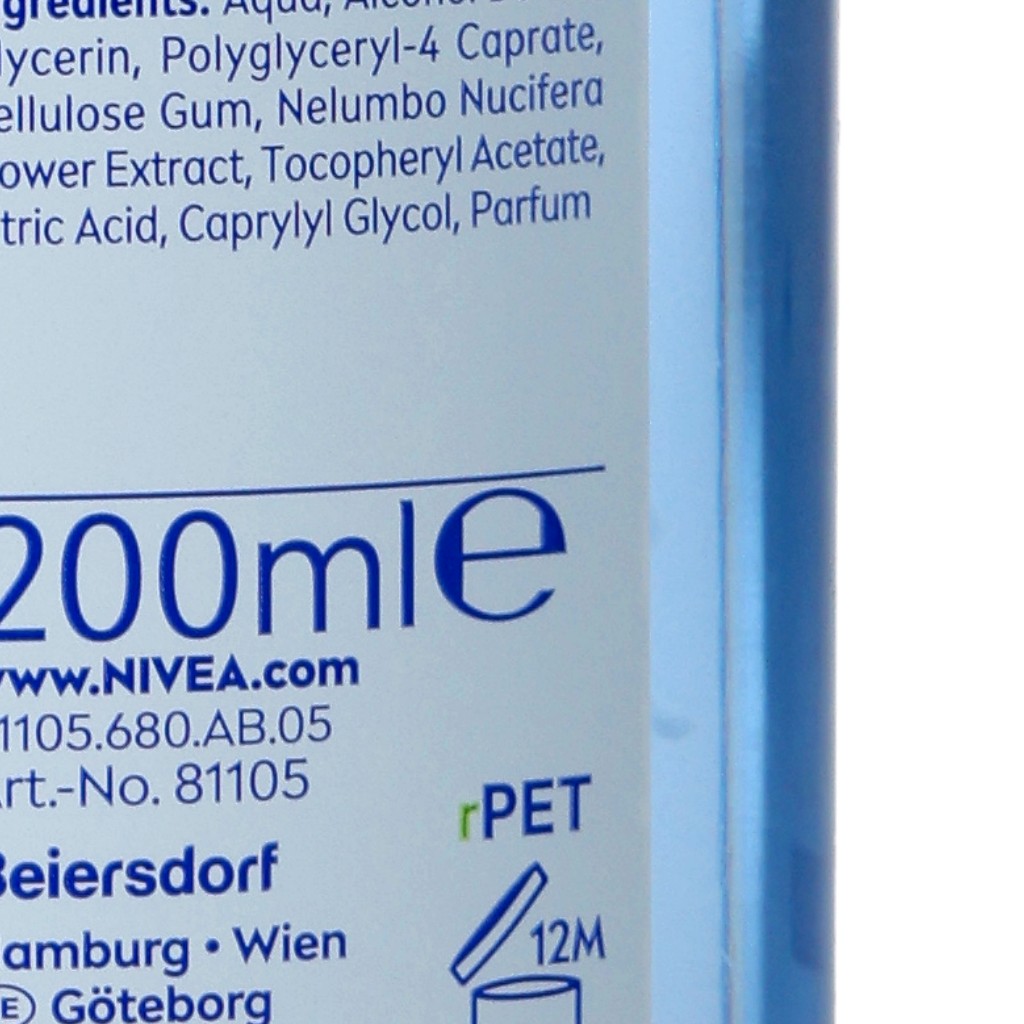 gredients: Aqua, Alcohol
lycerin, Polyglyceryl-4 Caprate,
ellulose Gum, Nelumbo Nucifera
ower Extract, Tocopheryl Acetate,
tric Acid, Caprylyl Glycol, Parfum
200ml e
www.NIVEA.com
1105.680.AB.05
rt.-No. 81105
Beiersdorf
amburg • Wien
E Göteborg
rPET
12M